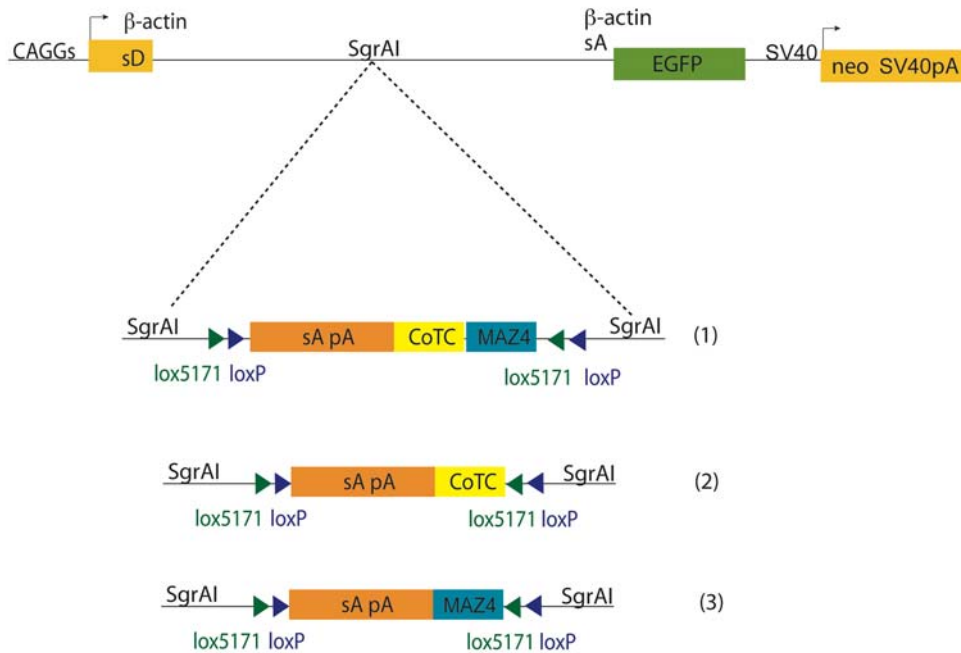 β-actin
β-actin
CAGGs
sD
SgrAI
sA
EGFP
SV40
neo SV40pA
SgrAI
sA pA
CoTC
MAZ4
SgrAI
(1)
lox5171
loxP
lox5171
loxP
SgrAI
sA pA
CoTC
SgrAI
(2)
lox5171
loxP
lox5171
loxP
SgrAI
sA pA
MAZ4
SgrAI
(3)
lox5171
loxP
lox5171
loxP